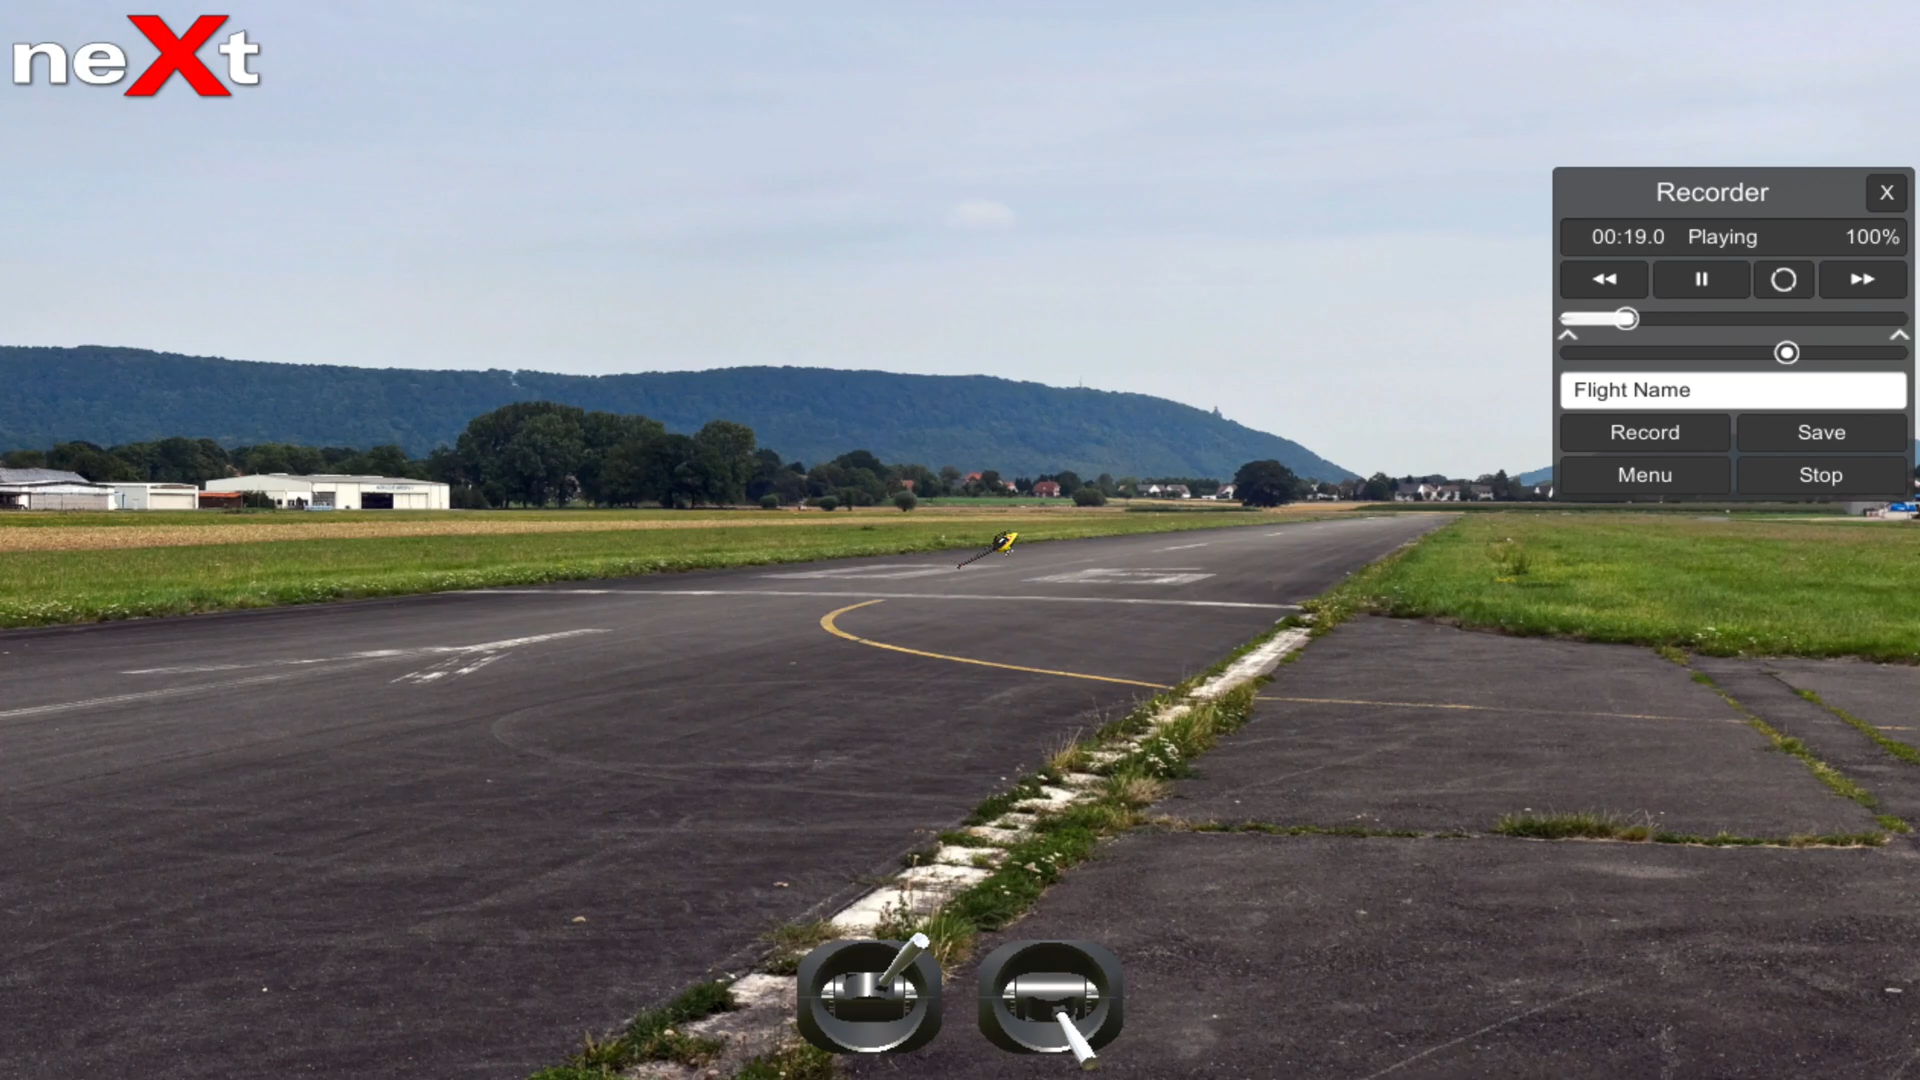 neXt
Recorder X
00:19.0 Playing 100%
Flight Name
Record Save
Menu Stop